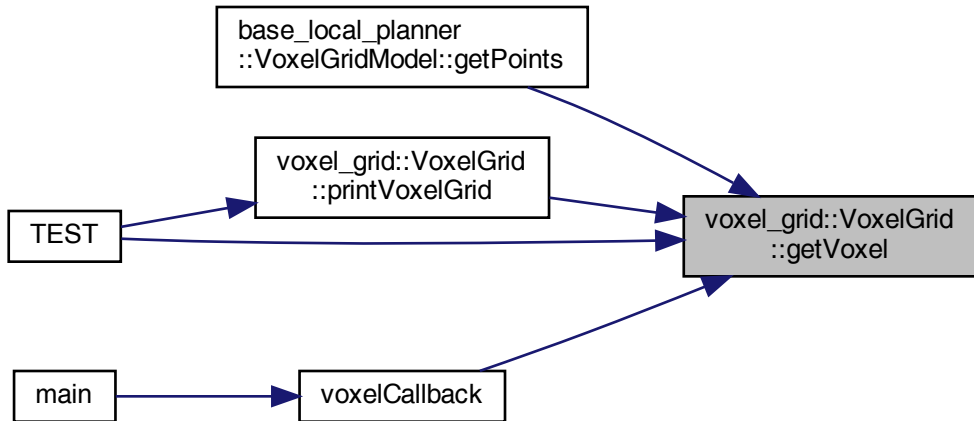 base_local_planner
::VoxelGridModel::getPoints
voxel_grid::VoxelGrid
::printVoxelGrid
TEST
voxel_grid::VoxelGrid
::getVoxel
main
voxelCallback